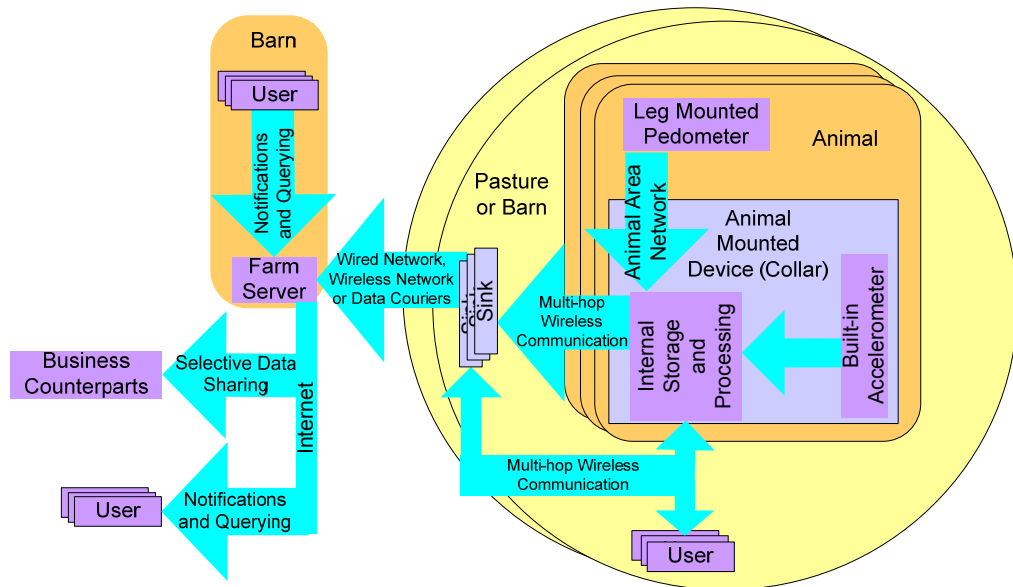 Barn
User
Notifications
and Querying
Farm
Server
Business
Counterparts
Selective Data
Sharing
Internet
User
Notifications
and Querying
Wired Network,
Wireless Network
or Data Couriers
Pasture
or Barn
Sink
Multi-hop
Wireless
Communication
Leg Mounted
Pedometer
Animal
Animal Area
Network
Animal
Mounted
Device (Collar)
Internal
Storage
and
Processing
Built-in
Accelerometer
Multi-hop Wireless
Communication
User